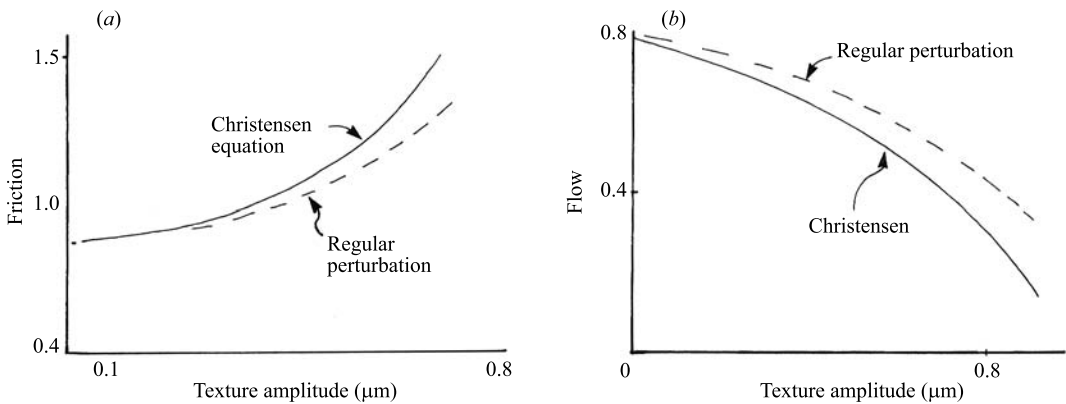 (a)
1.5
Christensen
equation
1.0
Friction
Regular
perturbation
0.4
0.1
0.8
Texture amplitude (μm)
(b)
0.8
Regular perturbation
0.4
Flow
Christensen
0
0.8
Texture amplitude (μm)